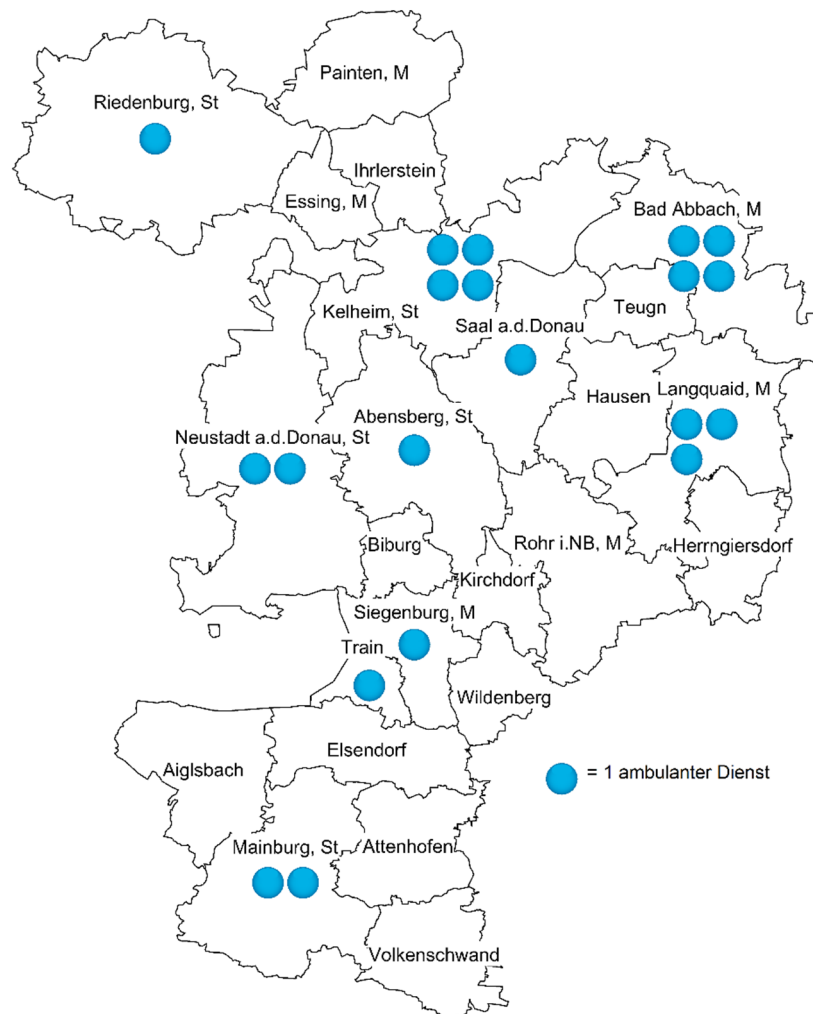 Painten, M
Riedenburg, St
Ihrlerstein
Essing, M
Bad Abbach, M
Teugn
Kelheim, St
Saal a.d.Donau
Hausen
Langquaid, M
Abensberg, St
Neustadt a.d.Donau, St
Biburg
Rohr i.NB, M
Herrngiersdorf
Kirchdorf
Siegenburg, M
Train
Wildenberg
Elsendorf
Aiglsbach
= 1 ambulanter Dienst
Mainburg, St
Attenhofen
Volkenschwand